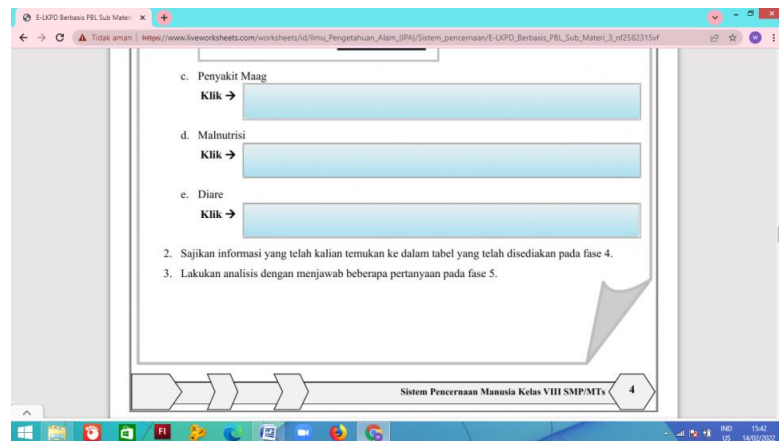 E-LKPD Berbasis PBL Sub Materi
Tidak aman
https://www.liveworksheets.com/worksheets/id/Ilmu_Pengetahuan_Alam_(IPA)/Sistem_pencernaan/E-LKPD_Berbasis_PBL_Sub_Materi_3_nf2582315vf
c. Penyakit Maag
Klik →
d. Malnutrisi
Klik →
e. Diare
Klik →
2. Sajikan informasi yang telah kalian temukan ke dalam tabel yang telah disediakan pada fase 4.
3. Lakukan analisis dengan menjawab beberapa pertanyaan pada fase 5.
Sistem Pencernaan Manusia Kelas VIII SMP/MTs
4
IND 15:42
US 14/02/2022